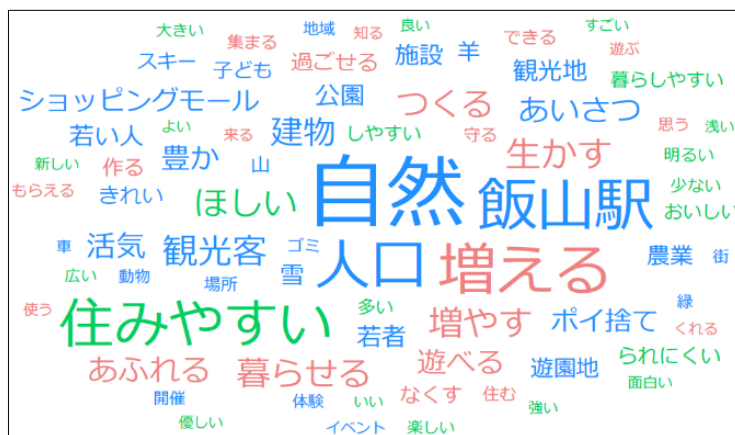 大きい 集まる 地域 知る 良い すごい
スキー 子ども 過ごせる 施設 羊 できる 遊ぶ
観光地 暮らしやすい
ショッピングモール 公園 つくる あいさつ
若い人 よい 来る 建物 しやすい 守る 思う 浅い
新しい 作る 豊か 山 生かす 明るい
もらえる きれい ほしい 自然 飯山駅 少ない
おいしい
車 活気 観光客 ゴミ 人口 増える 農業 街
広い 動物 場所 雪
使う 住みやすい 多い 若者 増やす ポイ捨て 緑
くれる
あふれる 暮らせる 遊べる 遊園地 られにくい
開催 体験 いい なくす 住む 面白い
優しい イベント 楽しい 強い